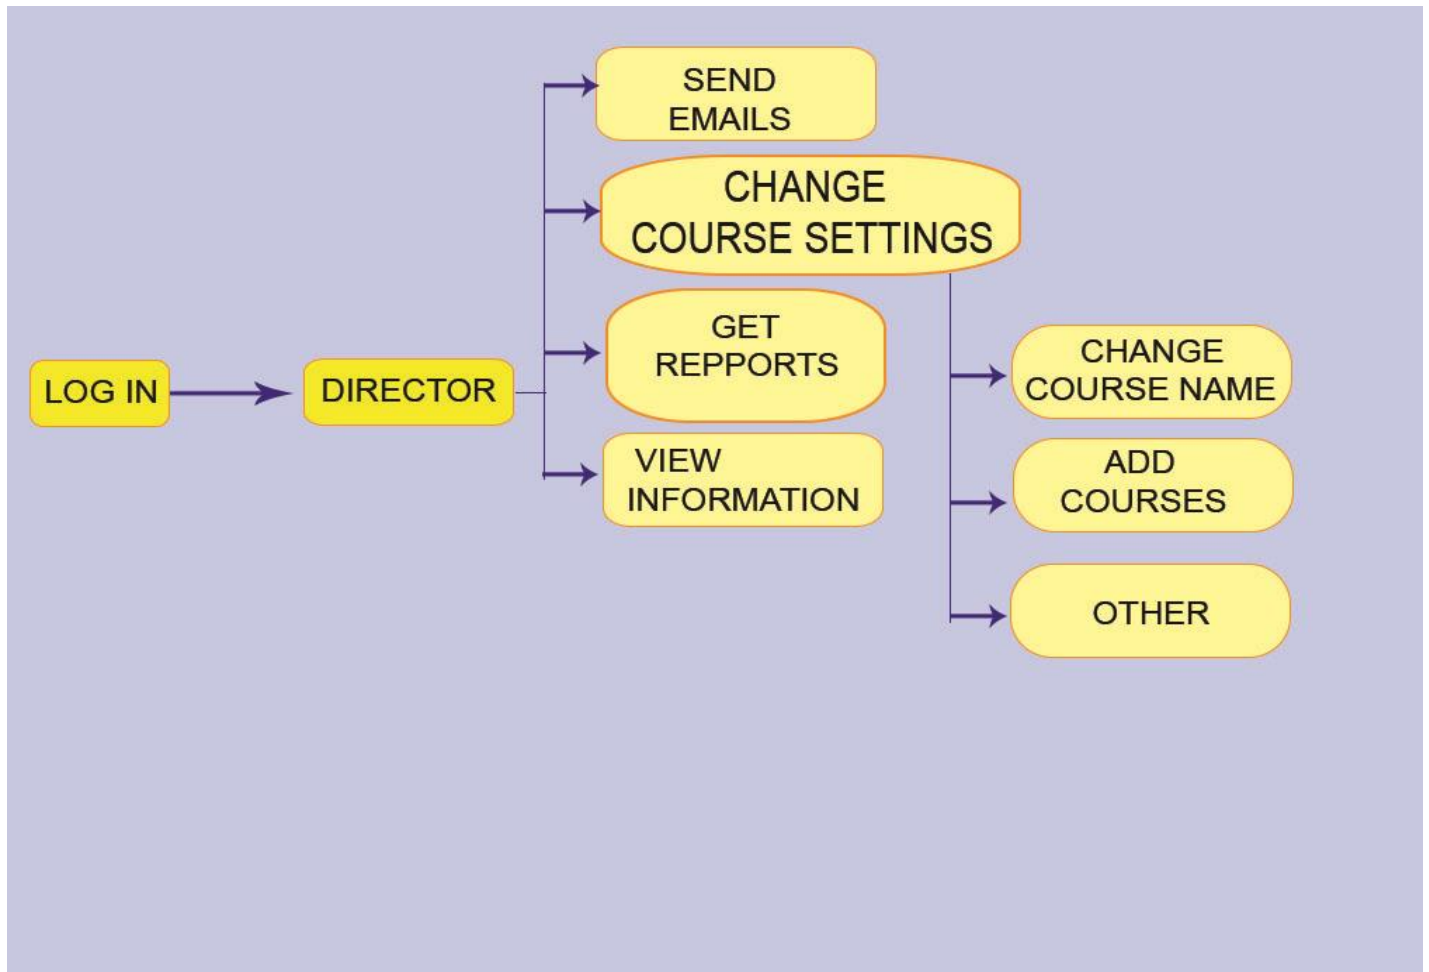 SEND
EMAILS
CHANGE
COURSE SETTINGS
GET
REPPORTS
LOG IN
DIRECTOR
VIEW
INFORMATION
CHANGE
COURSE NAME
ADD
COURSES
OTHER